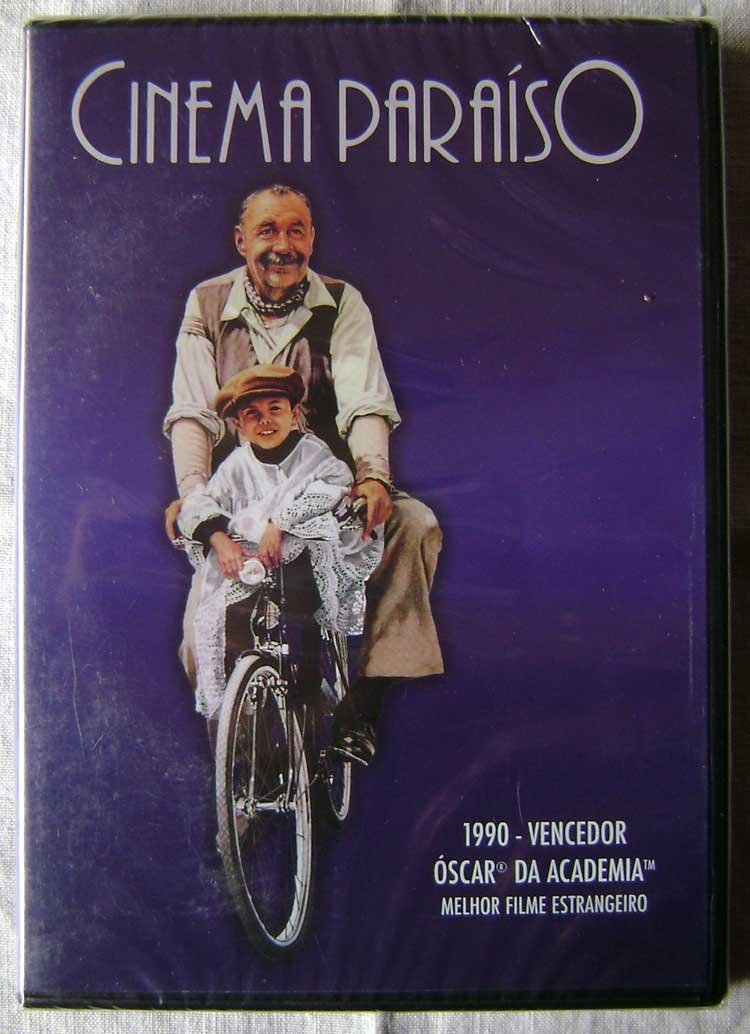 CINEMA PARAÍSO
1990 - VENCEDOR
ÓSCAR® DA ACADEMIA™
MELHOR FILME ESTRANGEIRO